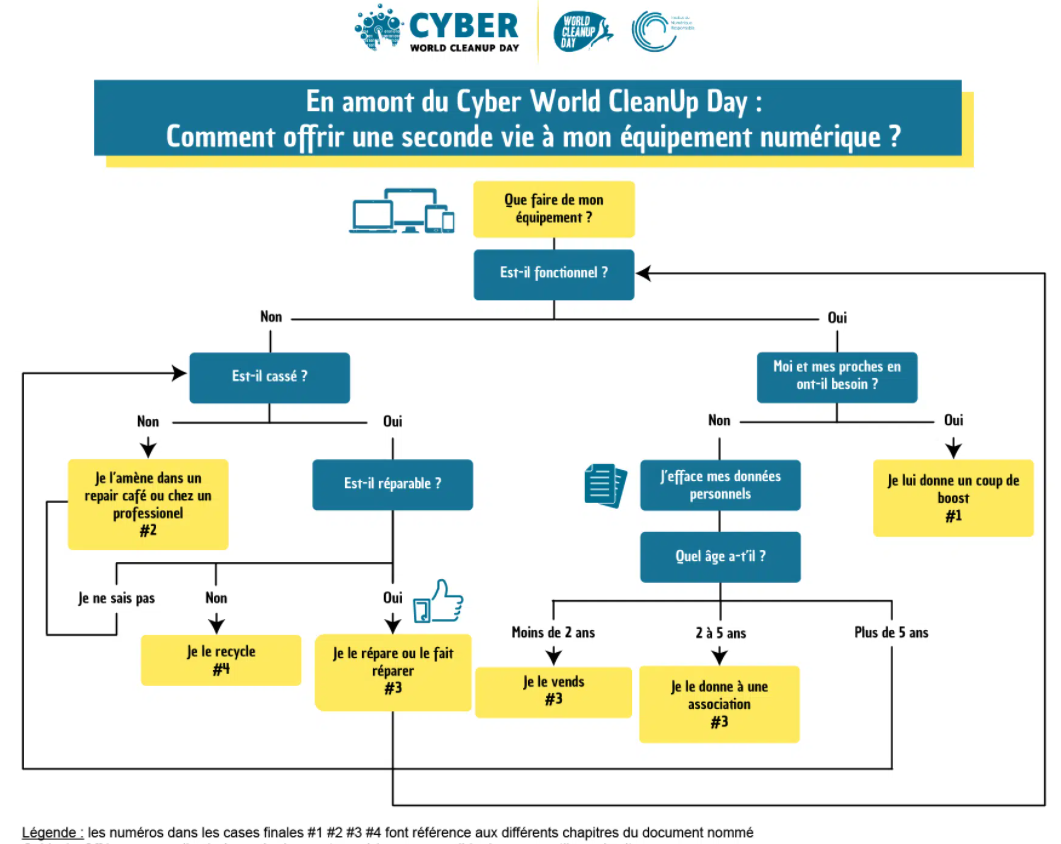 CYBER
WORLD CLEANUP DAY
WORLD
CLEANUP
DAY
En amont du Cyber World CleanUp Day :
Comment offrir une seconde vie à mon équipement numérique ?
Que faire de mon
équipement ?
Est-il fonctionnel ?
Non
Oui
Est-il cassé ?
Moi et mes proches en
ont-il besoin ?
Non
Oui
Non
Oui
Je l'amène dans un
repair café ou chez un
professionel
#2
Est-il réparable ?
J'efface mes données
personnels
Je lui donne un coup de
boost
#1
Quel âge a-t'il ?
Je ne sais pas
Non
Oui
Moins de 2 ans
2 à 5 ans
Plus de 5 ans
Je le recycle
#4
Je le répare ou le fait
réparer
#3
Je le vends
#3
Je le donne à une
association
#3
Légende : les numéros dans les cases finales #1 #2 #3 #4 font référence aux différents chapitres du document nommé